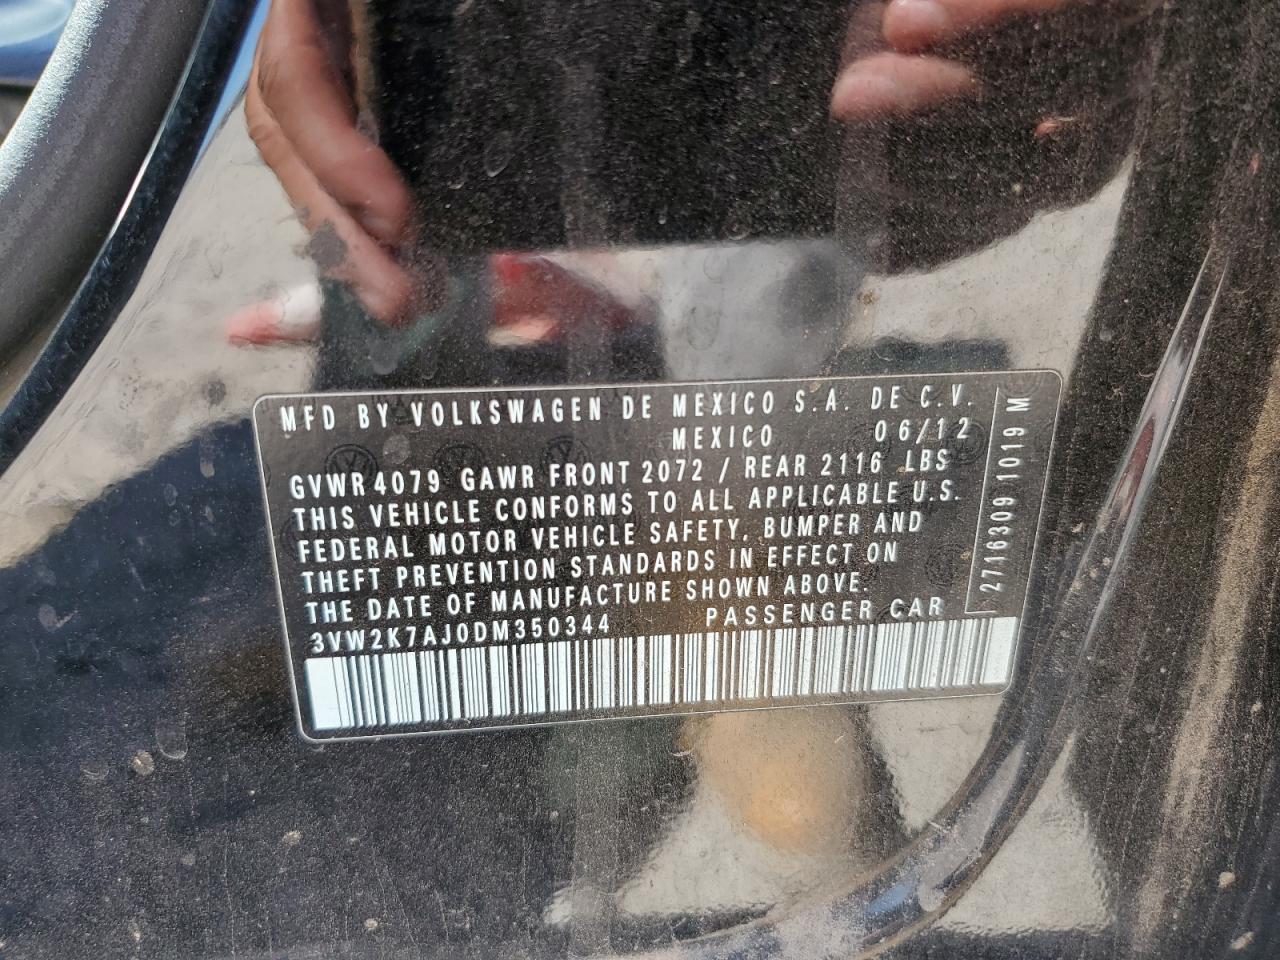 MFD BY VOLKSWAGEN DE MEXICO S.A. DE C.V.
MEXICO 06/12
GVWR 4079 GAWR FRONT 2072 / REAR 2116 LBS
THIS VEHICLE CONFORMS TO ALL APPLICABLE U.S.
FEDERAL MOTOR VEHICLE SAFETY, BUMPER AND
THEFT PREVENTION STANDARDS IN EFFECT ON
THE DATE OF MANUFACTURE SHOWN ABOVE.
3VW2K7AJ0DM350344 PASSENGER CAR
2716309 1019 M